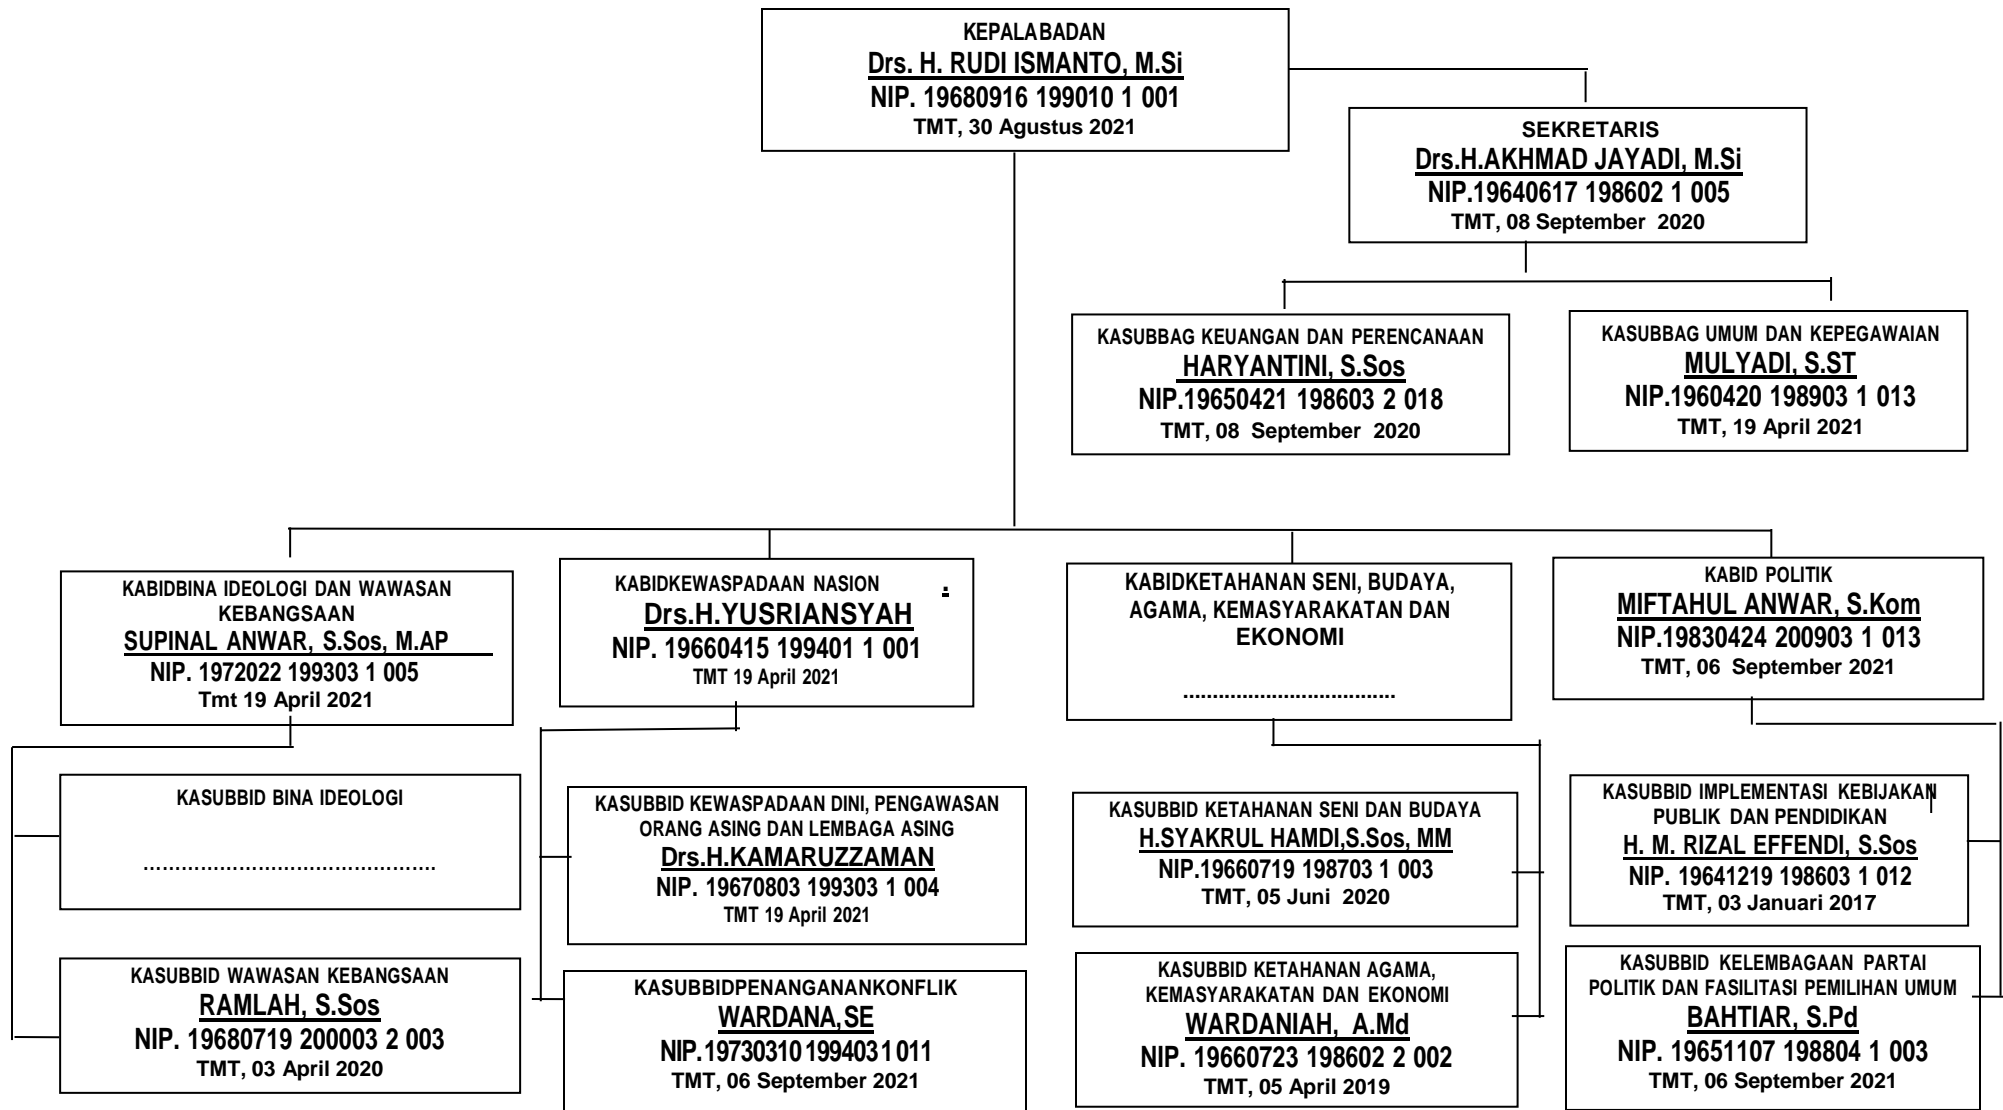 KEPALABADAN
Drs. H. RUDI ISMANTO, M.Si
NIP. 19680916 199010 1 001
TMT, 30 Agustus 2021
SEKRETARIS
Drs.H.AKHMAD JAYADI, M.Si
NIP.19640617 198602 1 005
TMT, 08 September 2020
KASUBBAG KEUANGAN DAN PERENCANAAN
HARYANTINI, S.Sos
NIP.19650421 198603 2 018
TMT, 08 September 2020
KASUBBAG UMUM DAN KEPEGAWAIAN
MULYADI, S.ST
NIP.1960420 198903 1 013
TMT, 19 April 2021
KABIDBINA IDEOLOGI DAN WAWASAN
KEBANGSAAN
SUPINAL ANWAR, S.Sos, M.AP
NIP. 1972022 199303 1 005
Tmt 19 April 2021
KABIDKEWASPADAAN NASION .
Drs.H.YUSRIANSYAH
NIP. 19660415 199401 1 001
TMT 19 April 2021
KABIDKETAHANAN SENI, BUDAYA,
AGAMA, KEMASYARAKATAN DAN
EKONOMI
....................................
KABID POLITIK
MIFTAHUL ANWAR, S.Kom
NIP.19830424 200903 1 013
TMT, 06 September 2021
KASUBBID BINA IDEOLOGI
.............................................
KASUBBID KEWASPADAAN DINI, PENGAWASAN
ORANG ASING DAN LEMBAGA ASING
Drs.H.KAMARUZZAMAN
NIP. 19670803 199303 1 004
TMT 19 April 2021
KASUBBID KETAHANAN SENI DAN BUDAYA
H.SYAKRUL HAMDI,S.Sos, MM
NIP.19660719 198703 1 003
TMT, 05 Juni 2020
KASUBBID IMPLEMENTASI KEBIJAKAN
PUBLIK DAN PENDIDIKAN
H. M. RIZAL EFFENDI, S.Sos
NIP. 19641219 198603 1 012
TMT, 03 Januari 2017
KASUBBID WAWASAN KEBANGSAAN
RAMLAH, S.Sos
NIP. 19680719 200003 2 003
TMT, 03 April 2020
KASUBBIDPENANGANANKONFLIK
WARDANA,SE
NIP.197303101994031011
TMT, 06 September 2021
KASUBBID KETAHANAN AGAMA,
KEMASYARAKATAN DAN EKONOMI
WARDANIAH, A.Md
NIP. 19660723 198602 2 002
TMT, 05 April 2019
KASUBBID KELEMBAGAAN PARTAI
POLITIK DAN FASILITASI PEMILIHAN UMUM
BAHTIAR, S.Pd
NIP. 19651107 198804 1 003
TMT, 06 September 2021